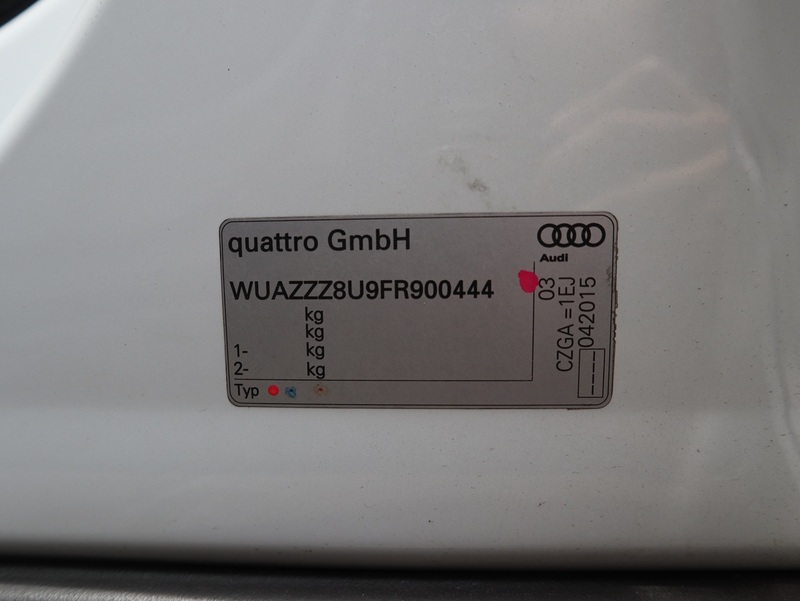 quattro GmbH
Audi
WUAZZZ8U9FR900444
kg
kg
1- kg
2- kg
Typ
03
CZGA =1EJ
042015
----